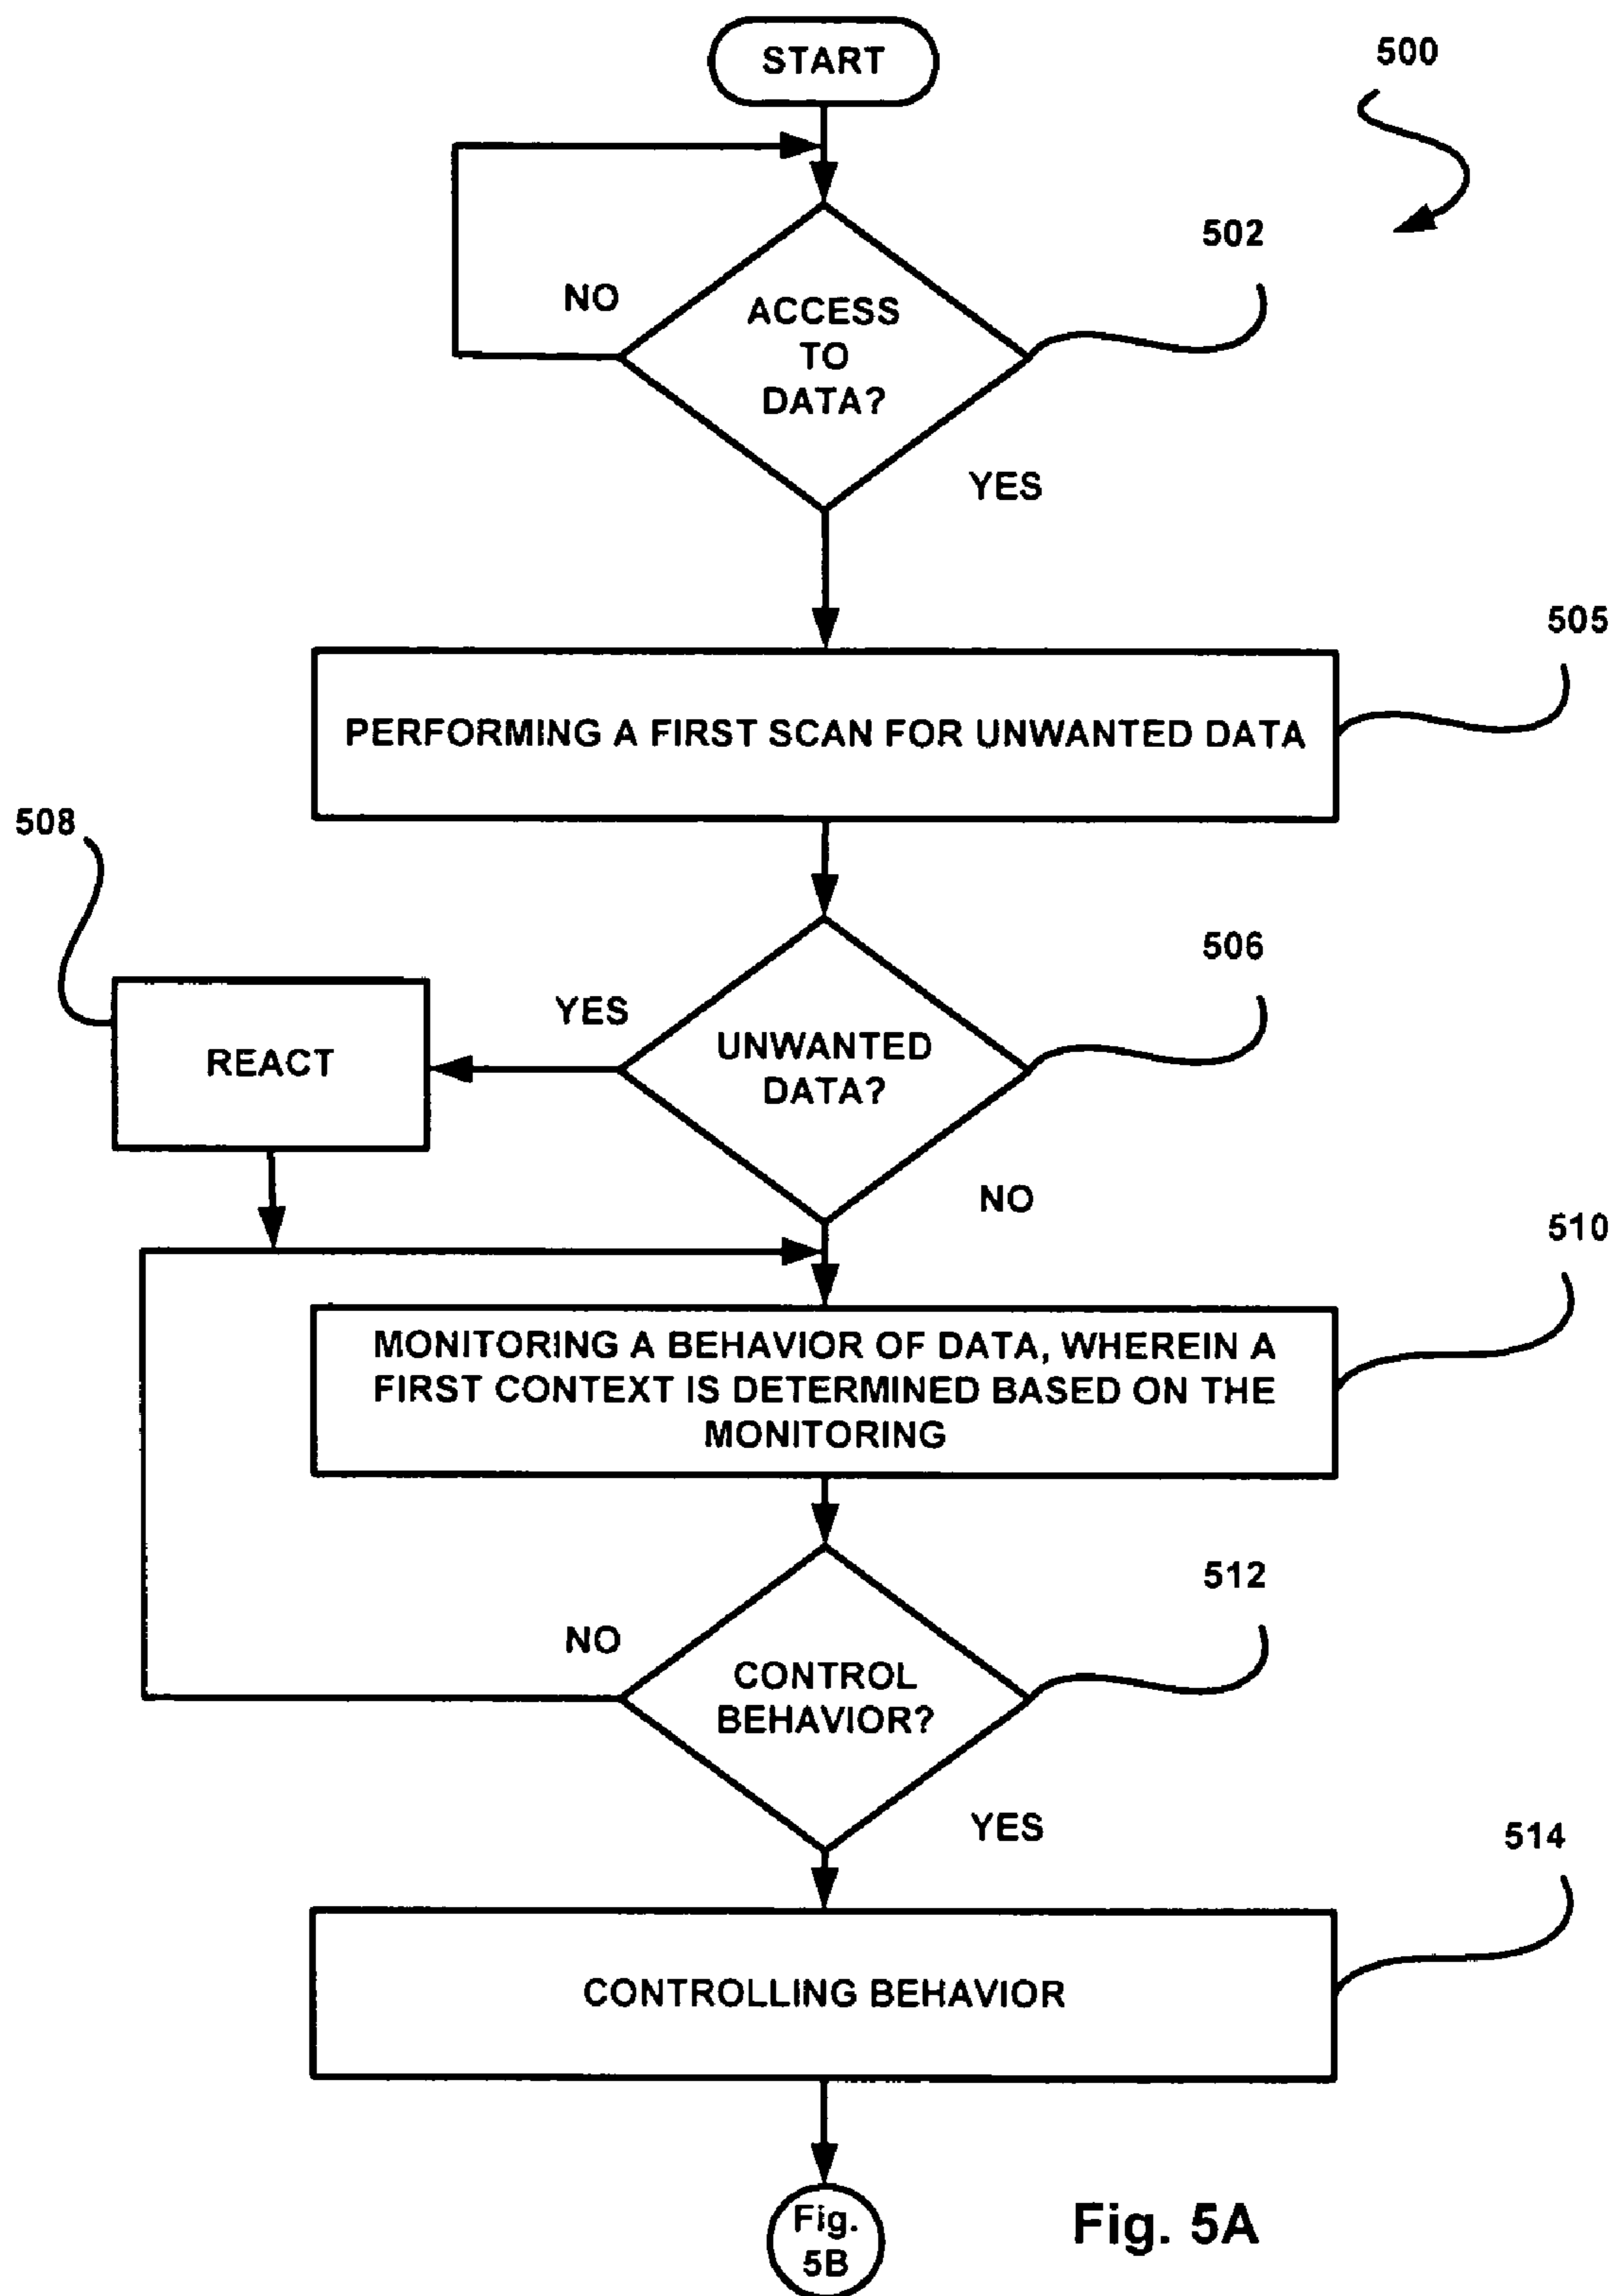 START
500
502
NO
ACCESS
TO
DATA?
YES
505
PERFORMING A FIRST SCAN FOR UNWANTED DATA
508
506
YES
REACT
UNWANTED
DATA?
NO
510
MONITORING A BEHAVIOR OF DATA, WHEREIN A
FIRST CONTEXT IS DETERMINED BASED ON THE
MONITORING
512
NO
CONTROL
BEHAVIOR?
YES
514
CONTROLLING BEHAVIOR
Fig.
5B
Fig. 5A